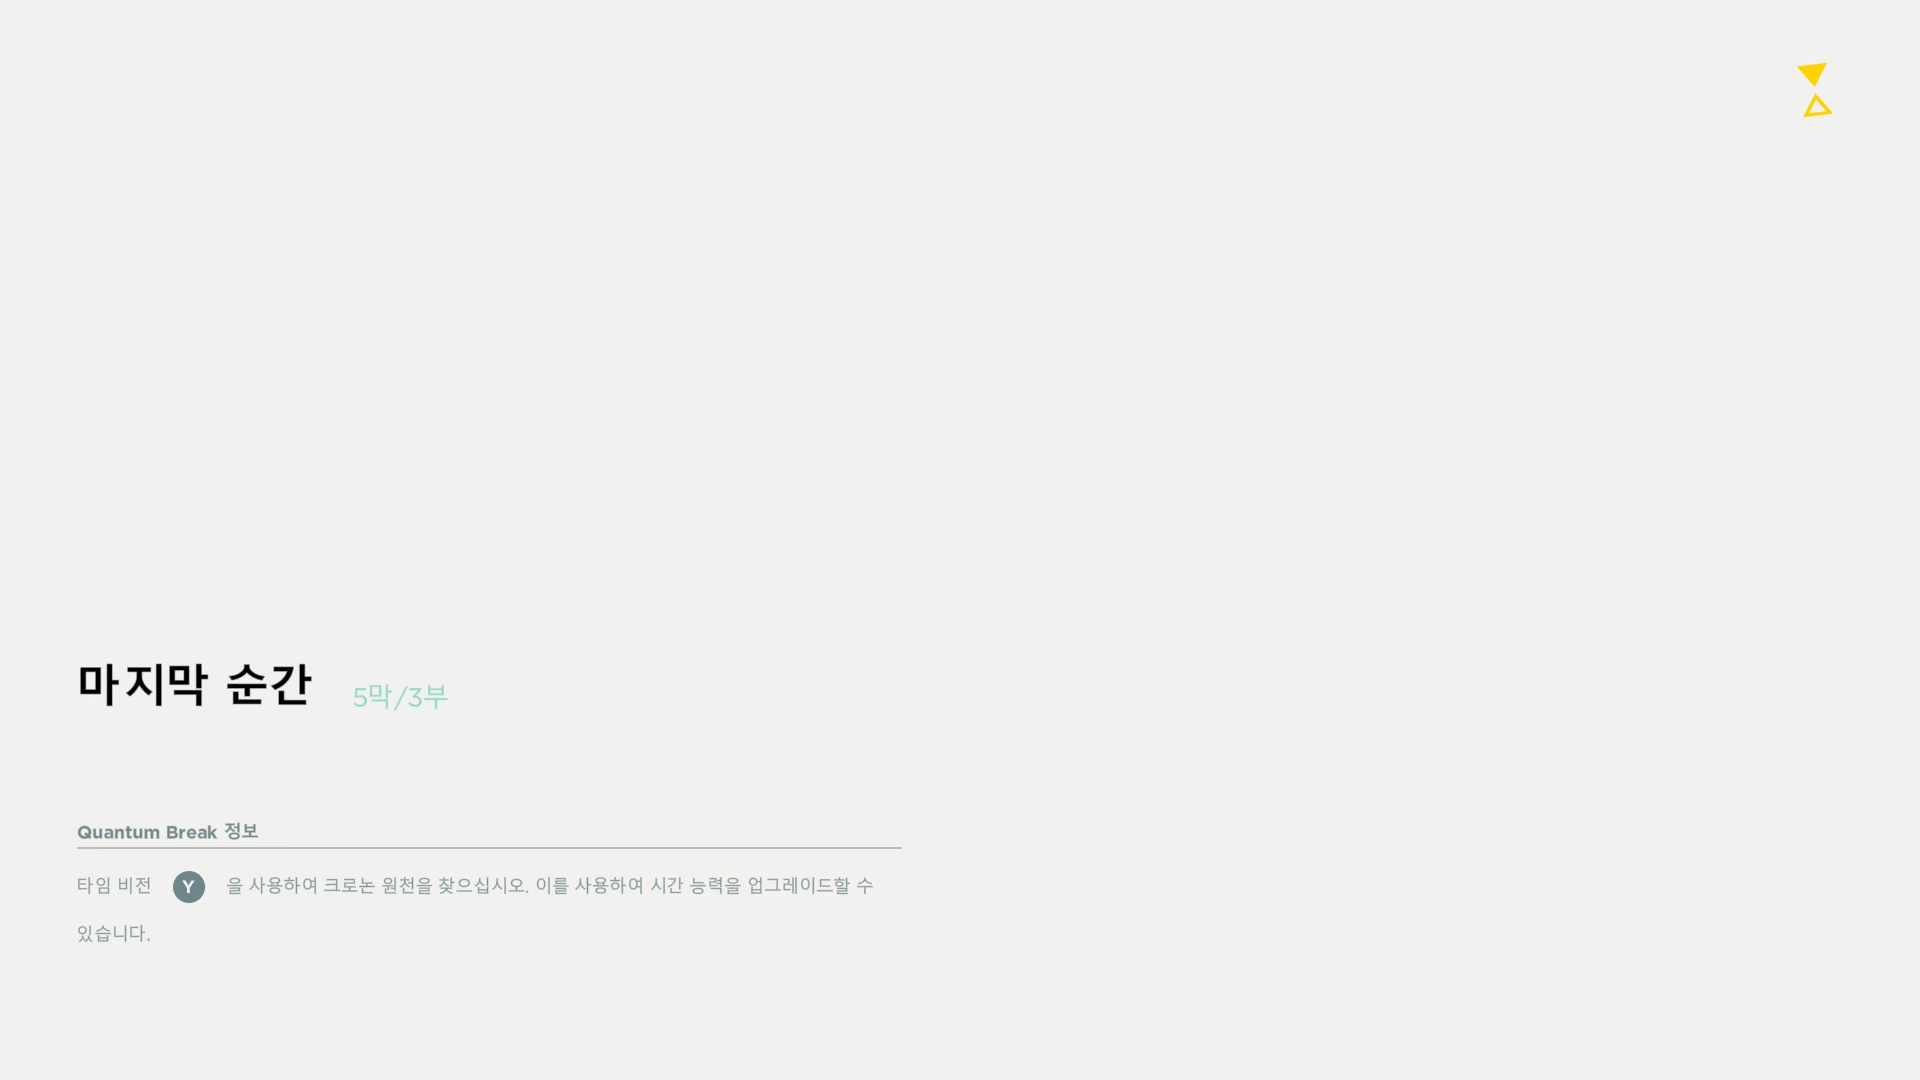 마지막 순간 5막/3부
Quantum Break 정보
타임 비전 Y 을 사용하여 크로논 원천을 찾으십시오. 이를 사용하여 시간 능력을 업그레이드할 수
있습니다.